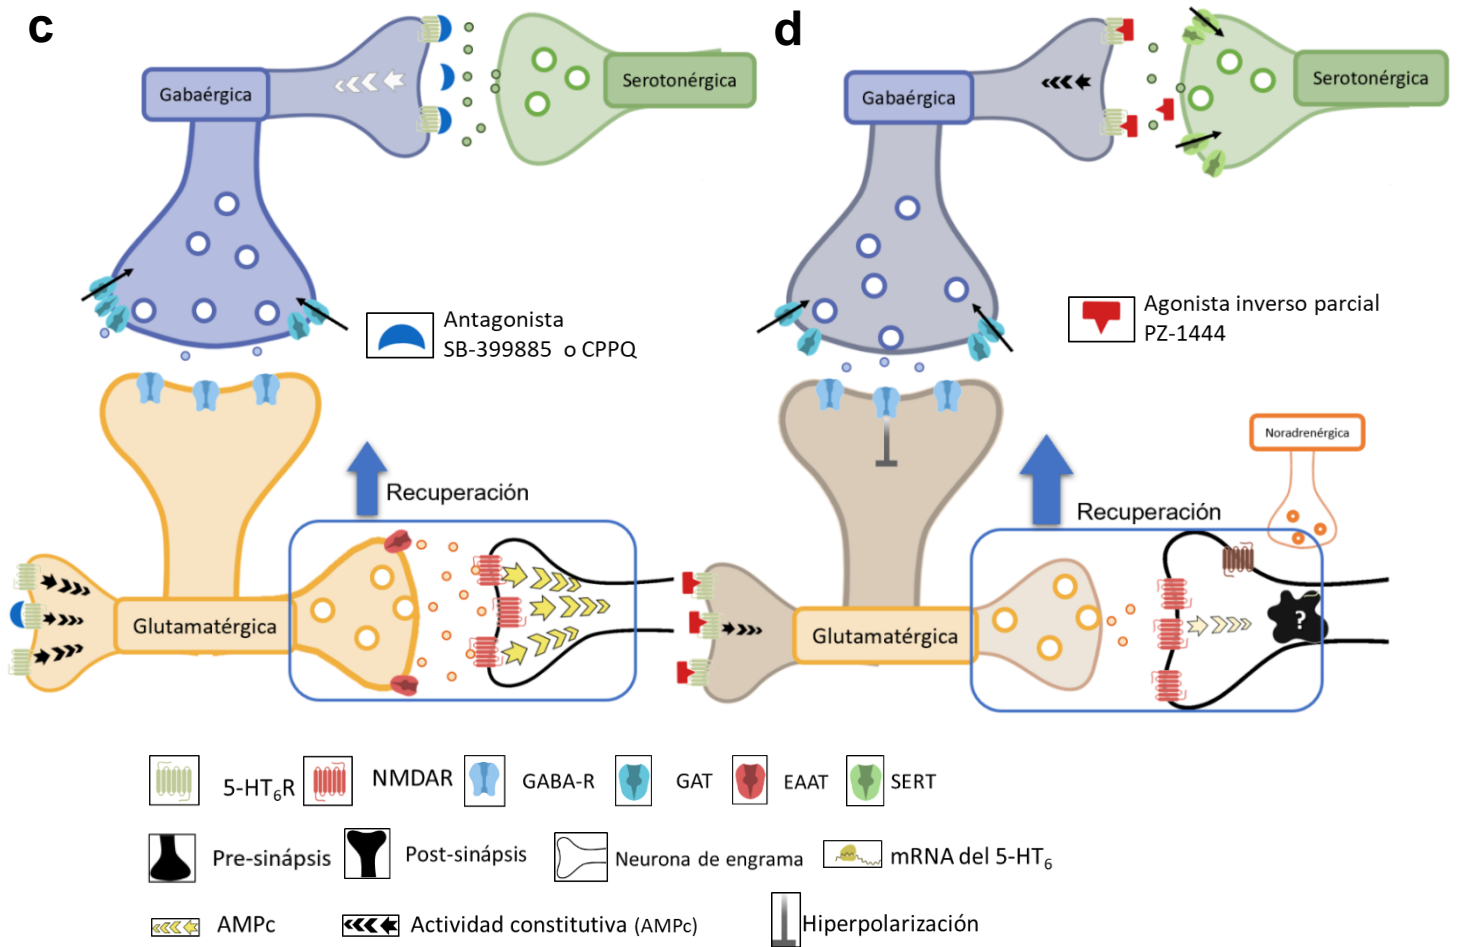 c
d
Gabaérgica
Serotonérgica
Gabaérgica
Serotonérgica
Antagonista
SB-399885 o CPPQ
Agonista inverso parcial
PZ-1444
Recuperación
Noradrenérgica
Recuperación
Glutamatérgica
Glutamatérgica
?
5-HT6R
NMDAR
GABA-R
GAT
EAAT
SERT
Pre-sinápsis
Post-sinápsis
Neurona de engrama
mRNA del 5-HT6
AMPc
Actividad constitutiva (AMPc)
Hiperpolarización